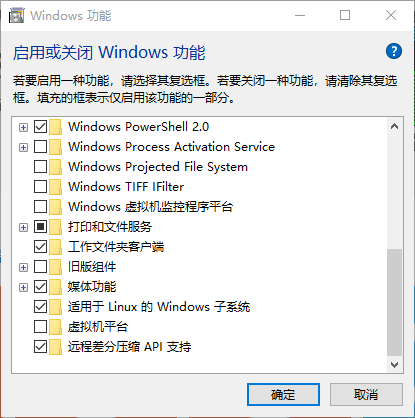 Windows 功能
启用或关闭 Windows 功能
若要启用一种功能，请选择其复选框。若要关闭一种功能，请清除其复选
框。填充的框表示仅启用该功能的一部分。
Windows PowerShell 2.0
Windows Process Activation Service
Windows Projected File System
Windows TIFF IFilter
Windows 虚拟机监控程序平台
打印和文件服务
工作文件夹客户端
旧版组件
媒体功能
适用于 Linux 的 Windows 子系统
虚拟机平台
远程差分压缩 API 支持
确定
取消